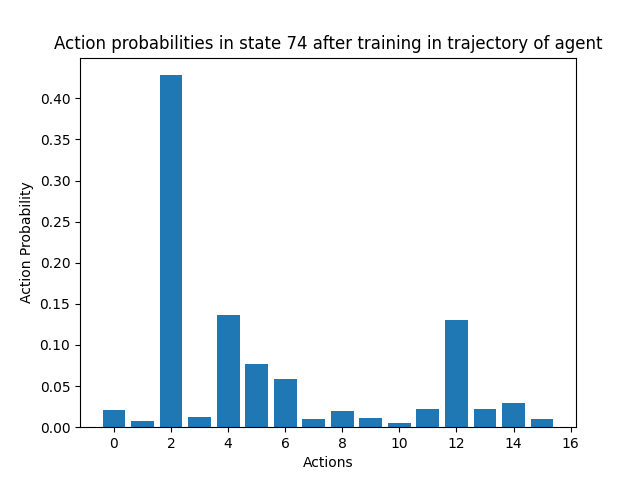 Action probabilities in state 74 after training in trajectory of agent
0.40
0.35
0.30
0.25
0.20
0.15
0.10
0.05
0.00
Action Probability
0 2 4 6 8 10 12 14 16
Actions